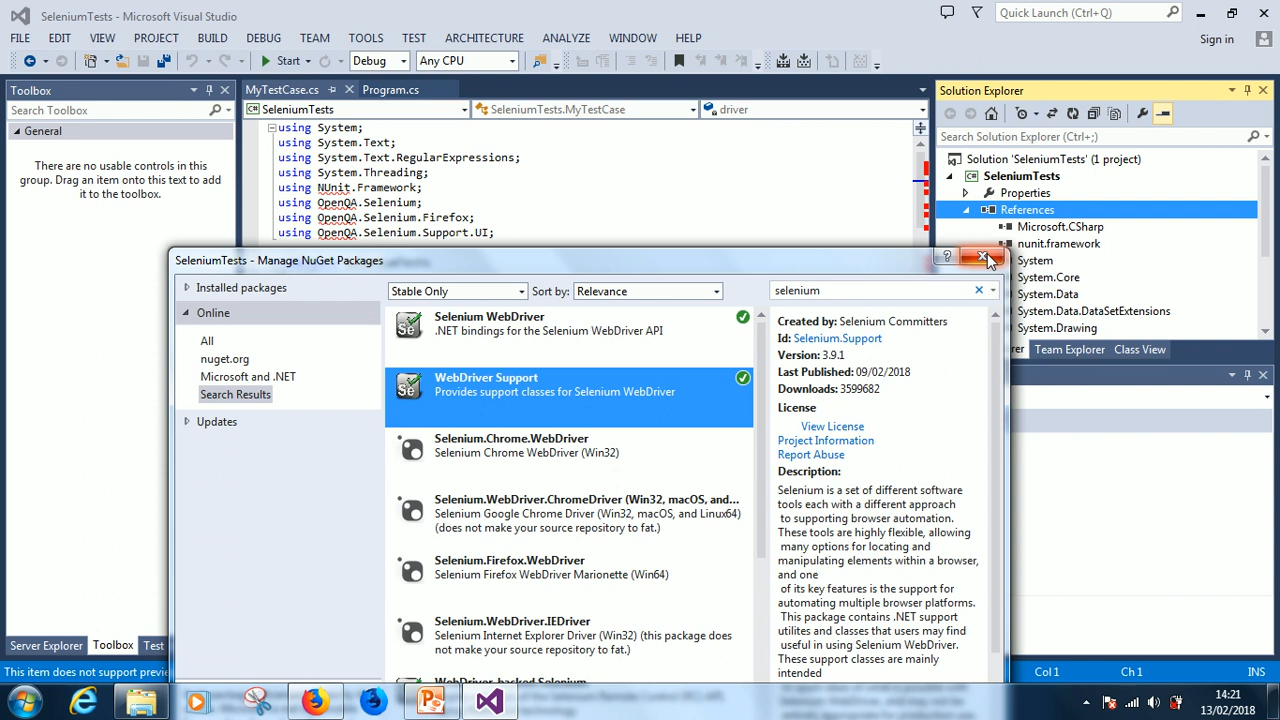 SeleniumTests - Microsoft Visual Studio
Quick Launch (Ctrl+Q)
FILE EDIT VIEW PROJECT BUILD DEBUG TEAM TOOLS TEST ARCHITECTURE ANALYZE WINDOW HELP
Sign in
Start Debug Any CPU
Toolbox
Search Toolbox
General
There are no usable controls in this
group. Drag an item onto this text to add
it to the toolbox.
MyTestCase.cs Program.cs
SeleniumTests SeleniumTests.MyTestCase driver
using System;
using System.Text;
using System.Text.RegularExpressions;
using System.Threading;
using NUnit.Framework;
using OpenQA.Selenium;
using OpenQA.Selenium.Firefox;
using OpenQA.Selenium.Support.UI;
Solution Explorer
Search Solution Explorer (Ctrl+;)
Solution 'SeleniumTests' (1 project)
C# SeleniumTests
Properties
References
Microsoft.CSharp
nunit.framework
System
System.Core
System.Data
System.Data.DataSetExtensions
System.Drawing
Team Explorer Class View
SeleniumTests - Manage NuGet Packages
Installed packages
Online
All
nuget.org
Microsoft and .NET
Search Results
Updates
Stable Only Sort by: Relevance
selenium
Selenium WebDriver
.NET bindings for the Selenium WebDriver API
WebDriver Support
Provides support classes for Selenium WebDriver
Selenium.Chrome.WebDriver
Selenium Chrome WebDriver (Win32)
Selenium.WebDriver.ChromeDriver (Win32, macOS, and...
Selenium Google Chrome Driver (Win32, macOS, and Linux64)
(does not make your source repository to fat.)
Selenium.Firefox.WebDriver
Selenium Firefox WebDriver Marionette (Win64)
Selenium.WebDriver.IEDriver
Selenium Internet Explorer Driver (Win32) (this package does
not make your source repository to fat.)
Created by: Selenium Committers
Id: Selenium.Support
Version: 3.9.1
Last Published: 09/02/2018
Downloads: 3599682
License
View License
Project Information
Report Abuse
Description:
Selenium is a set of different software
tools each with a different approach
to supporting browser automation.
These tools are highly flexible, allowing
many options for locating and
manipulating elements within a browser,
and one
of its key features is the support for
automating multiple browser platforms.
This package contains .NET support
utilites and classes that users may find
useful in using Selenium WebDriver.
These support classes are mainly
intended
Server Explorer Toolbox Test
This item does not support previe
Col 1 Ch 1 INS
14:21
13/02/2018